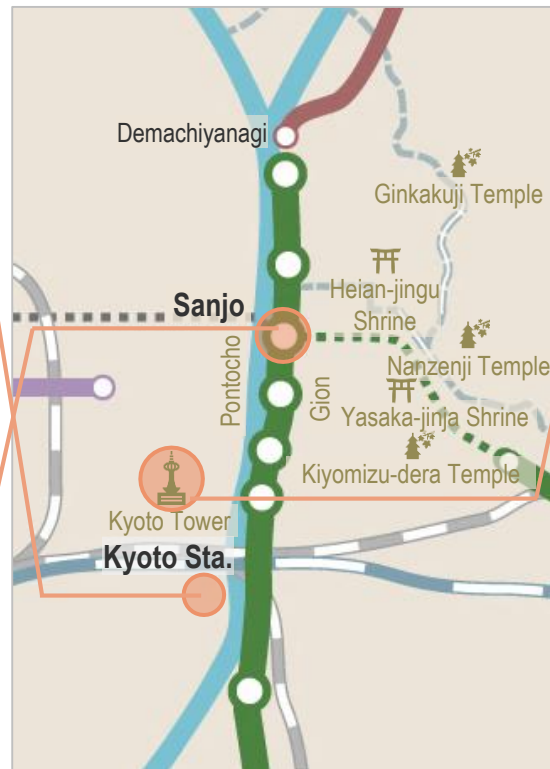 Demachiyanagi
Ginkakuji Temple
Heian-jingu
Shrine
Sanjo
Nanzenji Temple
Pontocho
Gion
Yasaka-jinja Shrine
Kiyomizu-dera Temple
Kyoto Tower
Kyoto Sta.